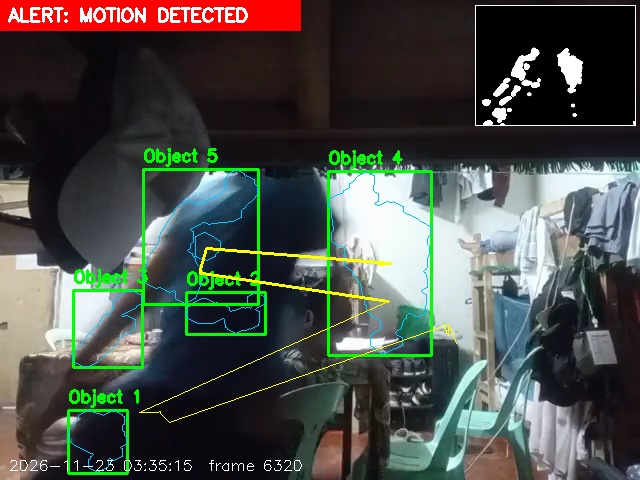 ALERT: MOTION DETECTED
Object 5
Object 4
Object 3
Object 2
Object 1
2026-11-23 03:35:15 frame 6320